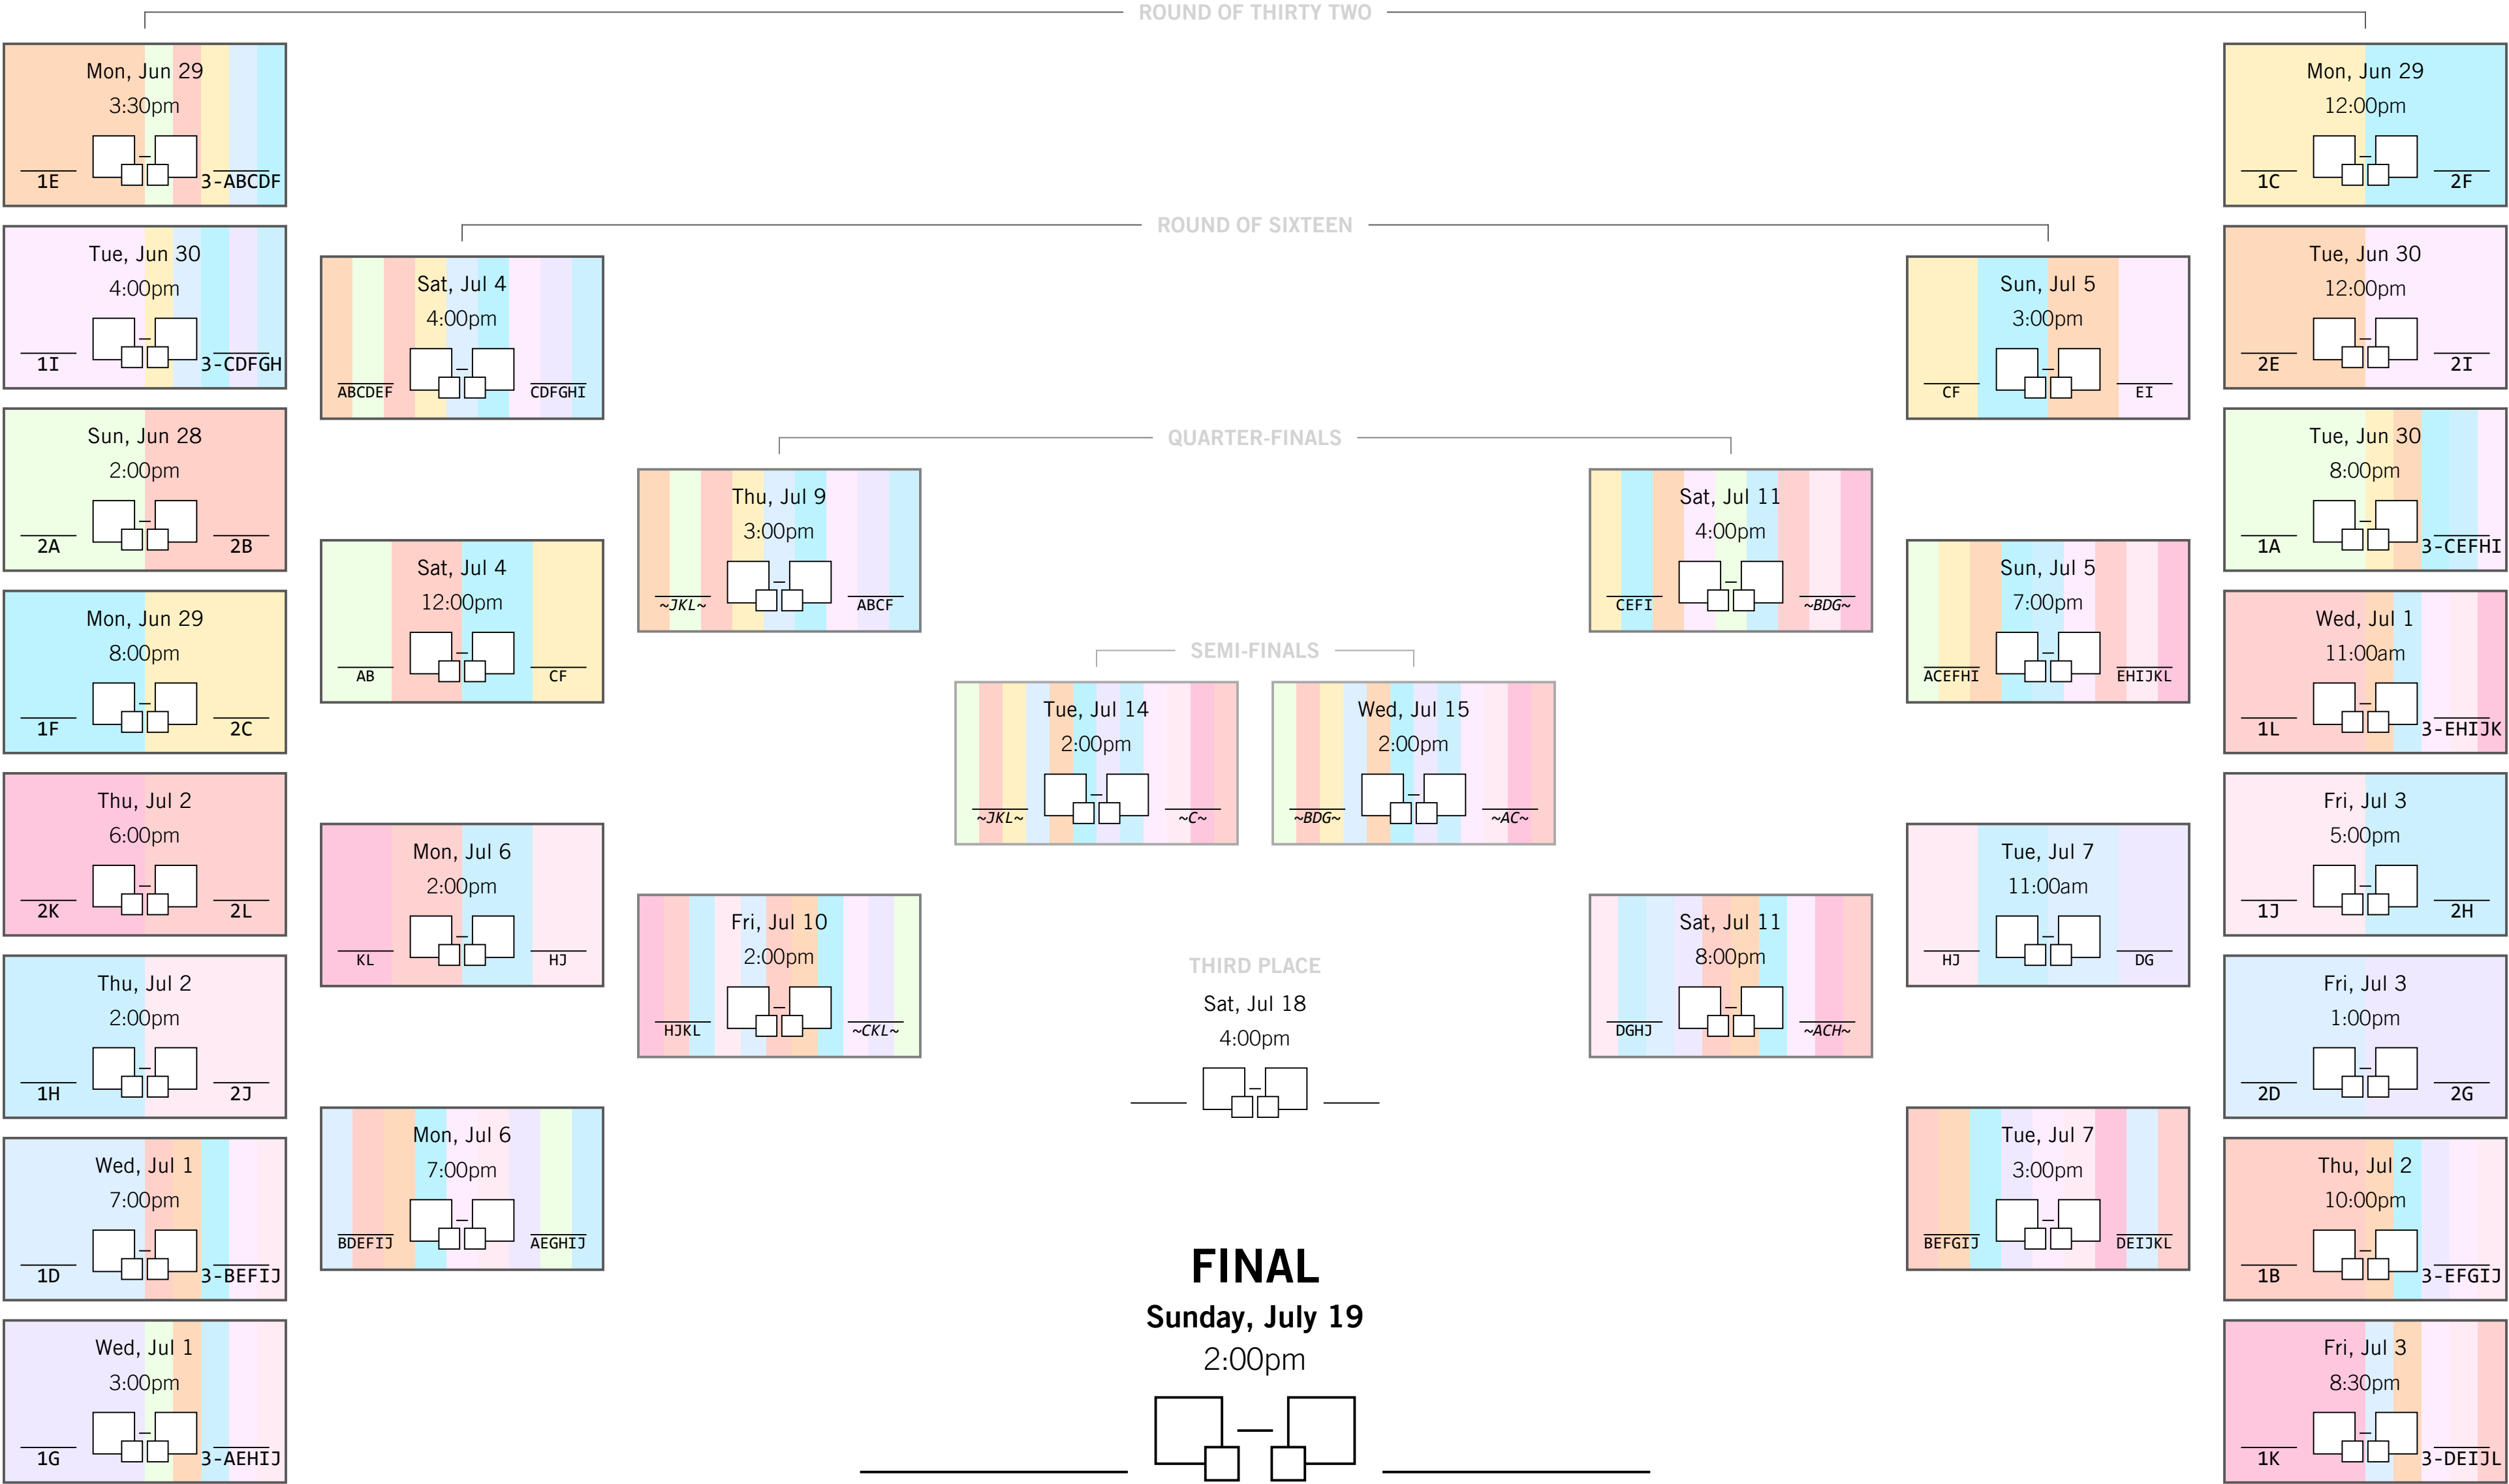 ROUND OF THIRTY TWO
Mon, Jun 29
3:30pm
1E
3-ABCDF
Tue, Jun 30
4:00pm
1I
3-CDFGH
Sun, Jun 28
2:00pm
2A
2B
Mon, Jun 29
8:00pm
1F
2C
Thu, Jul 2
6:00pm
2K
2L
Thu, Jul 2
2:00pm
1H
2J
Wed, Jul 1
7:00pm
1D
3-BEFIJ
Wed, Jul 1
3:00pm
1G
3-AEHIJ
Mon, Jun 29
12:00pm
1C
2F
Tue, Jun 30
12:00pm
2E
2I
Tue, Jun 30
8:00pm
1A
3-CEFHI
Wed, Jul 1
11:00am
1L
3-EHIJK
Fri, Jul 3
5:00pm
1J
2H
Fri, Jul 3
1:00pm
2D
2G
Thu, Jul 2
10:00pm
1B
3-EFGIJ
Fri, Jul 3
8:30pm
1K
3-DEIJL
ROUND OF SIXTEEN
Sat, Jul 4
4:00pm
ABCDEF
CDFGHI
Sat, Jul 4
12:00pm
AB
CF
Mon, Jul 6
2:00pm
KL
HJ
Mon, Jul 6
7:00pm
BDEFIJ
AEGHIJ
Sun, Jul 5
3:00pm
CF
EI
Sun, Jul 5
7:00pm
ACEFHI
EHIJKL
Tue, Jul 7
11:00am
HJ
DG
Tue, Jul 7
3:00pm
BEFGIJ
DEIJKL
QUARTER-FINALS
Thu, Jul 9
3:00pm
~JKL~
ABCF
Fri, Jul 10
2:00pm
HJKL
~CKL~
Sat, Jul 11
4:00pm
CEFI
~BDG~
Sat, Jul 11
8:00pm
DGHJ
~ACH~
SEMI-FINALS
Tue, Jul 14
2:00pm
~JKL~
~C~
Wed, Jul 15
2:00pm
~BDG~
~AC~
THIRD PLACE
Sat, Jul 18
4:00pm
FINAL
Sunday, July 19
2:00pm